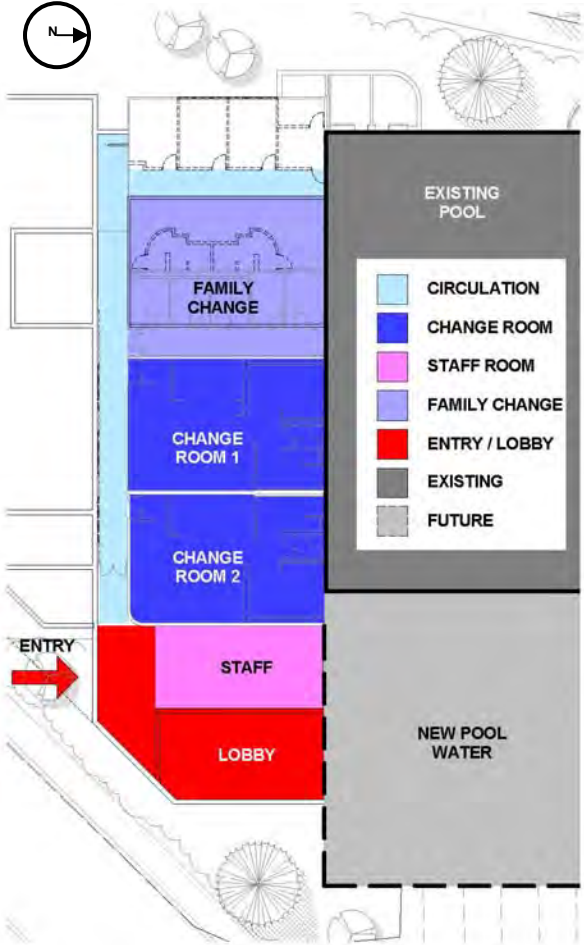 N
EXISTING
POOL
CIRCULATION
CHANGE ROOM
STAFF ROOM
FAMILY CHANGE
ENTRY / LOBBY
EXISTING
FUTURE
FAMILY
CHANGE
CHANGE
ROOM 1
CHANGE
ROOM 2
ENTRY
STAFF
LOBBY
NEW POOL
WATER